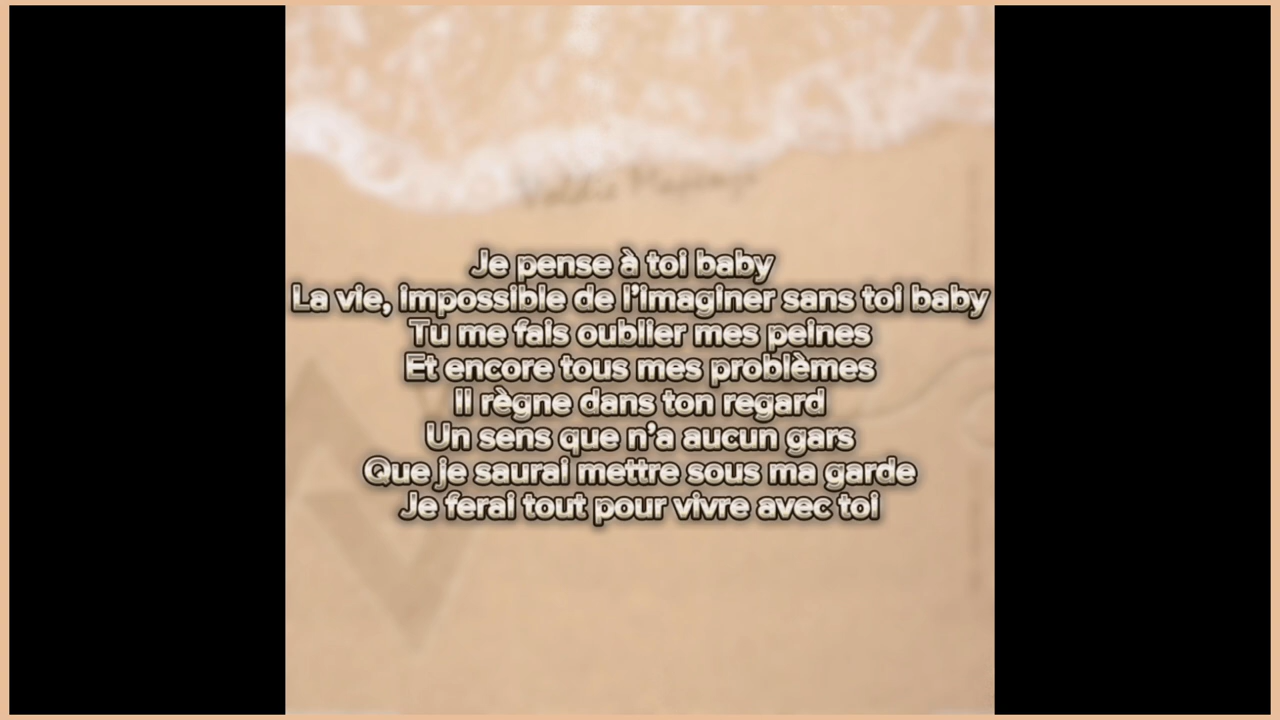 Je pense à toi baby
La vie, impossible de l'imaginer sans toi baby
Tu me fais oublier mes peines
Et encore tous mes problèmes
Il règne dans ton regard
Un sens que n'a aucun gars
Que je saurai mettre sous ma garde
Je ferai tout pour vivre avec toi